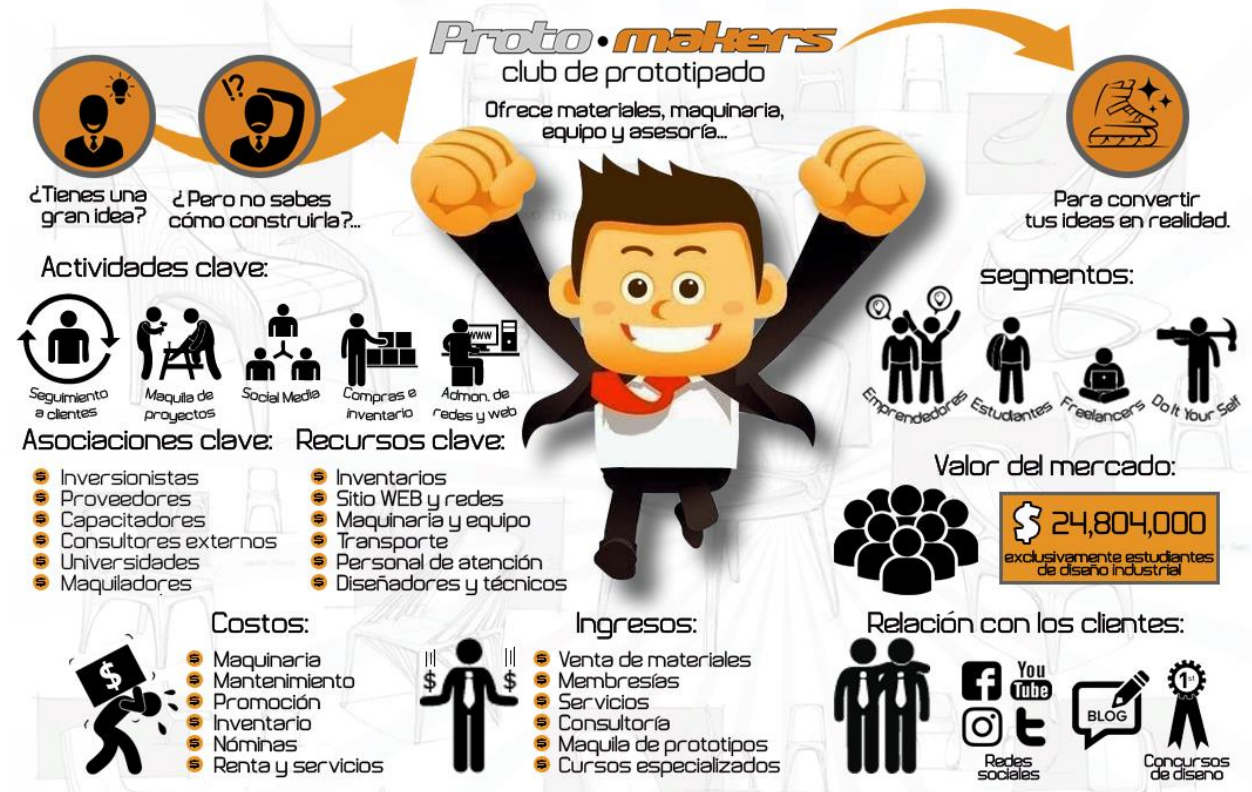 Proto•makers
club de prototipado
Ofrece materiales, maquinaria,
equipo y asesoría...
!?
¿Tienes una
gran idea?
¿Pero no sabes
cómo construirla?...
Para convertir
tus ideas en realidad.
Actividades clave:
WWW
Seguimiento
a clientes
Maquila de
proyectos
Social Media
Compras e
inventario
Admon. de
redes y web
segmentos:
Emprendedores
Estudiantes
Freelancers
Do It Your Self
Asociaciones clave:
Inversionistas
Proveedores
Capacitadores
Consultores externos
Universidades
Maquiladores
Recursos clave:
Inventarios
Sitio WEB y redes
Maquinaria y equipo
Transporte
Personal de atención
Diseñadores y técnicos
Valor del mercado:
$ 24,804,000
exclusivamente estudiantes
de diseño industrial
Costos:
$
Maquinaria
Mantenimiento
Promoción
Inventario
Nóminas
Renta y servicios
Ingresos:
$ $
Venta de materiales
Membresías
Servicios
Consultoría
Maquila de prototipos
Cursos especializados
Relación con los clientes:
f
You
Tube
t
Redes
sociales
BLOG
1st
Concursos
de diseno